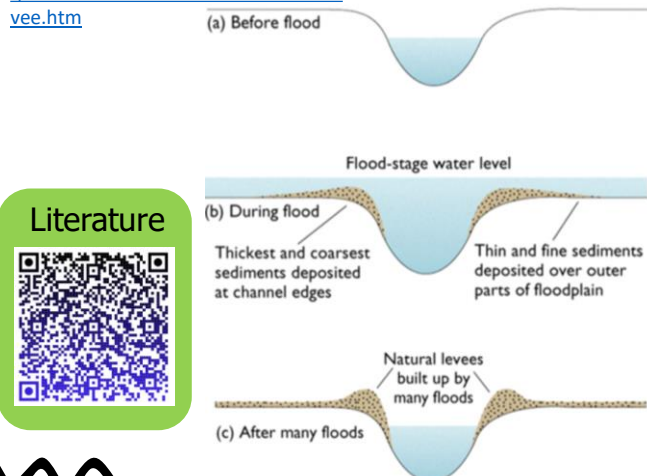 vee.htm
(a) Before flood
Flood-stage water level
Literature
(b) During flood
Thickest and coarsest
sediments deposited
at channel edges
Thin and fine sediments
deposited over outer
parts of floodplain
Natural levees
built up by
many floods
(c) After many floods